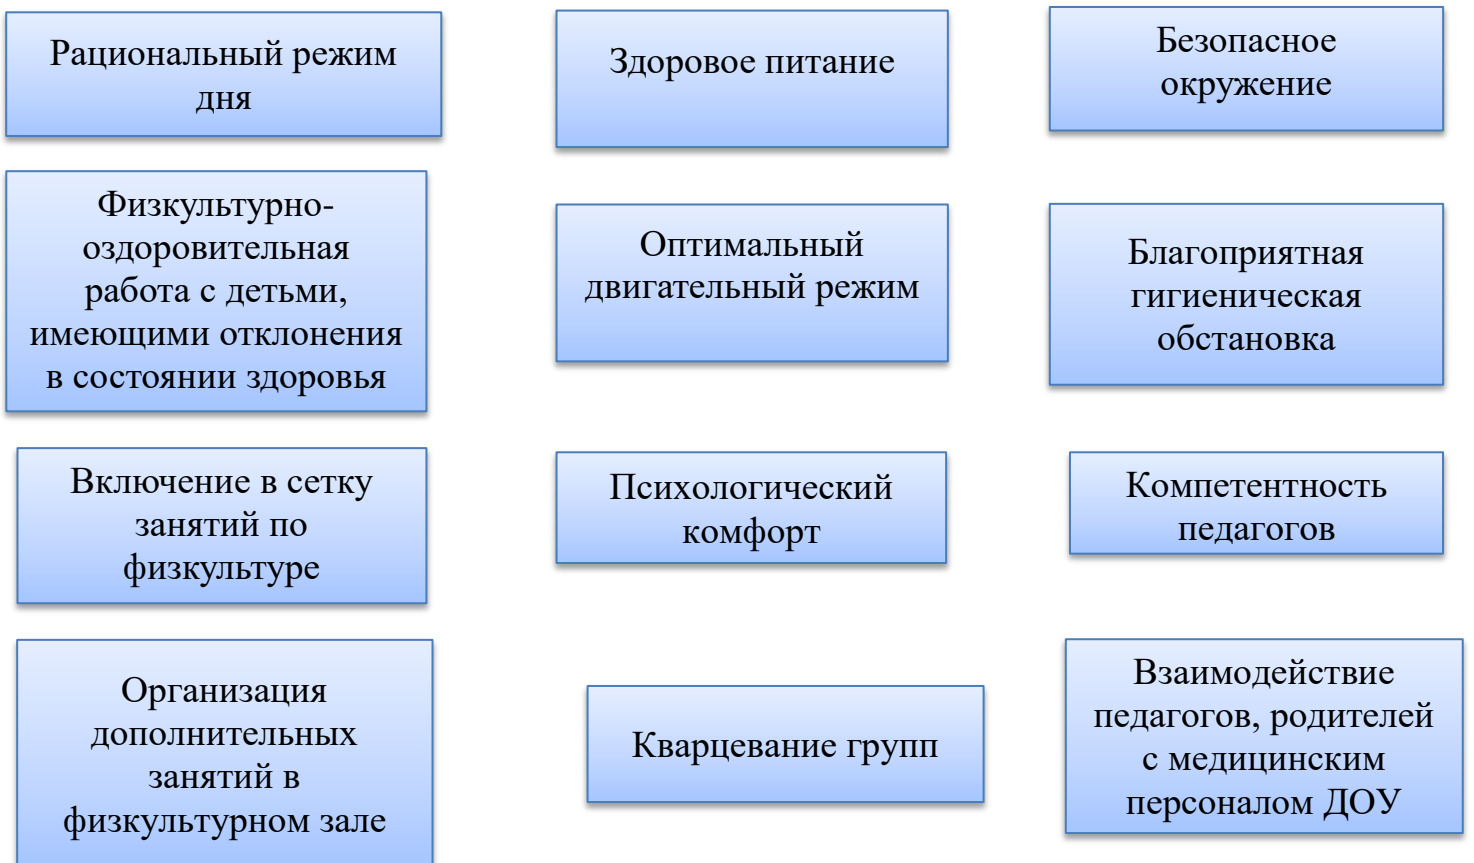 Рациональный режим
дня
Здоровое питание
Безопасное
окружение
Физкультурно-
оздоровительная
работа с детьми,
имеющими отклонения
в состоянии здоровья
Оптимальный
двигательный режим
Благоприятная
гигиеническая
обстановка
Включение в сетку
занятий по
физкультуре
Психологический
комфорт
Компетентность
педагогов
Организация
дополнительных
занятий в
физкультурном зале
Кварцевание групп
Взаимодействие
педагогов, родителей
с медицинским
персоналом ДОУ